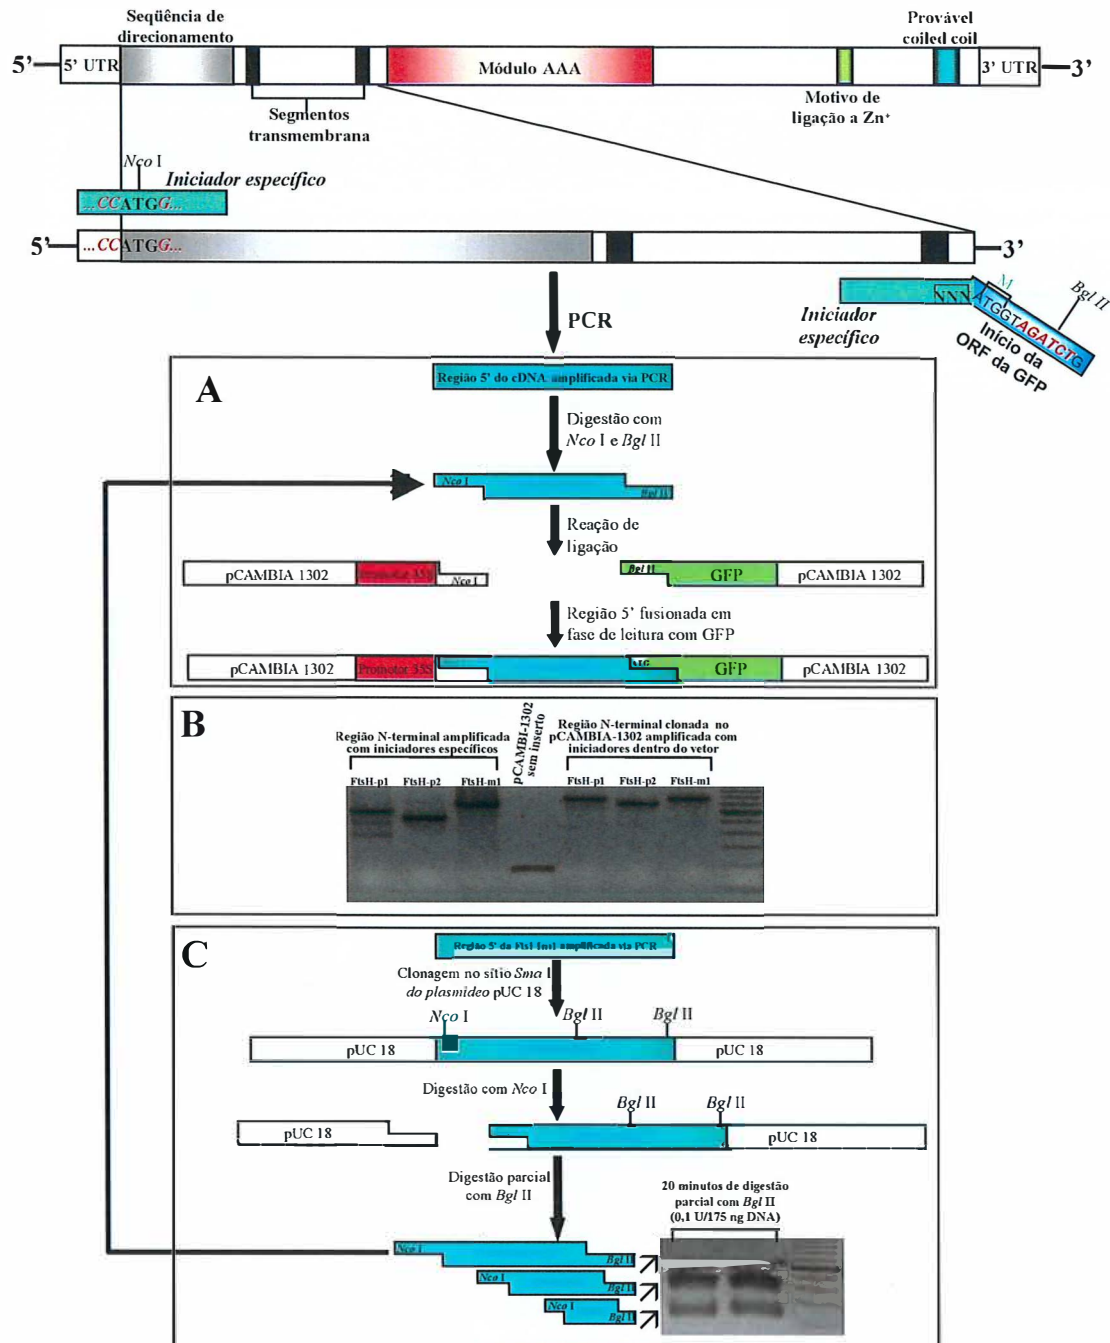 Seqüência de
direcionamento
Provável
coiled coil
5’
5’ UTR
Módulo AAA
3’ UTR
3’
Segmentos
transmembrana
Motivo de
ligação a Zn⁺
Nco I
Iniciador específico
...CCATGG...
5’
...CCATGG...
3’
M
Bgl II
NNN
ATGGTAGATCTG
Iniciador
específico
Início da
ORF da GFP
PCR
A
Região 5’ do cDNA amplificada via PCR
Digestão com
Nco I e Bgl II
Nco I
Bgl II
Reação de
ligação
pCAMBIA 1302
Promotor 35S
Nco I
Bgl II
GFP
pCAMBIA 1302
Região 5’ fusionada em
fase de leitura com GFP
pCAMBIA 1302
Promotor 35S
GFP
pCAMBIA 1302
B
Região N-terminal amplificada
com iniciadores específicos
pCAMBI-1302
sem inserto
Região N-terminal clonada no
pCAMBIA-1302 amplificada com
iniciadores dentro do vetor
FtsH-p1
FtsH-p2
FtsH-m1
FtsH-p1
FtsH-p2
FtsH-m1
C
Região 5’ da amplificada via PCR
Clonagem no sítio Sma I
do plasmídeo pUC 18
Nco I
Bgl II
Bgl II
pUC 18
pUC 18
Digestão com Nco I
Bgl II
Bgl II
pUC 18
pUC 18
Digestão parcial
com Bgl II
20 minutos de digestão
parcial com Bgl II
(0,1 U/175 ng DNA)
Nco I
Bgl II
Nco I
Bgl II
Nco I
Bgl II